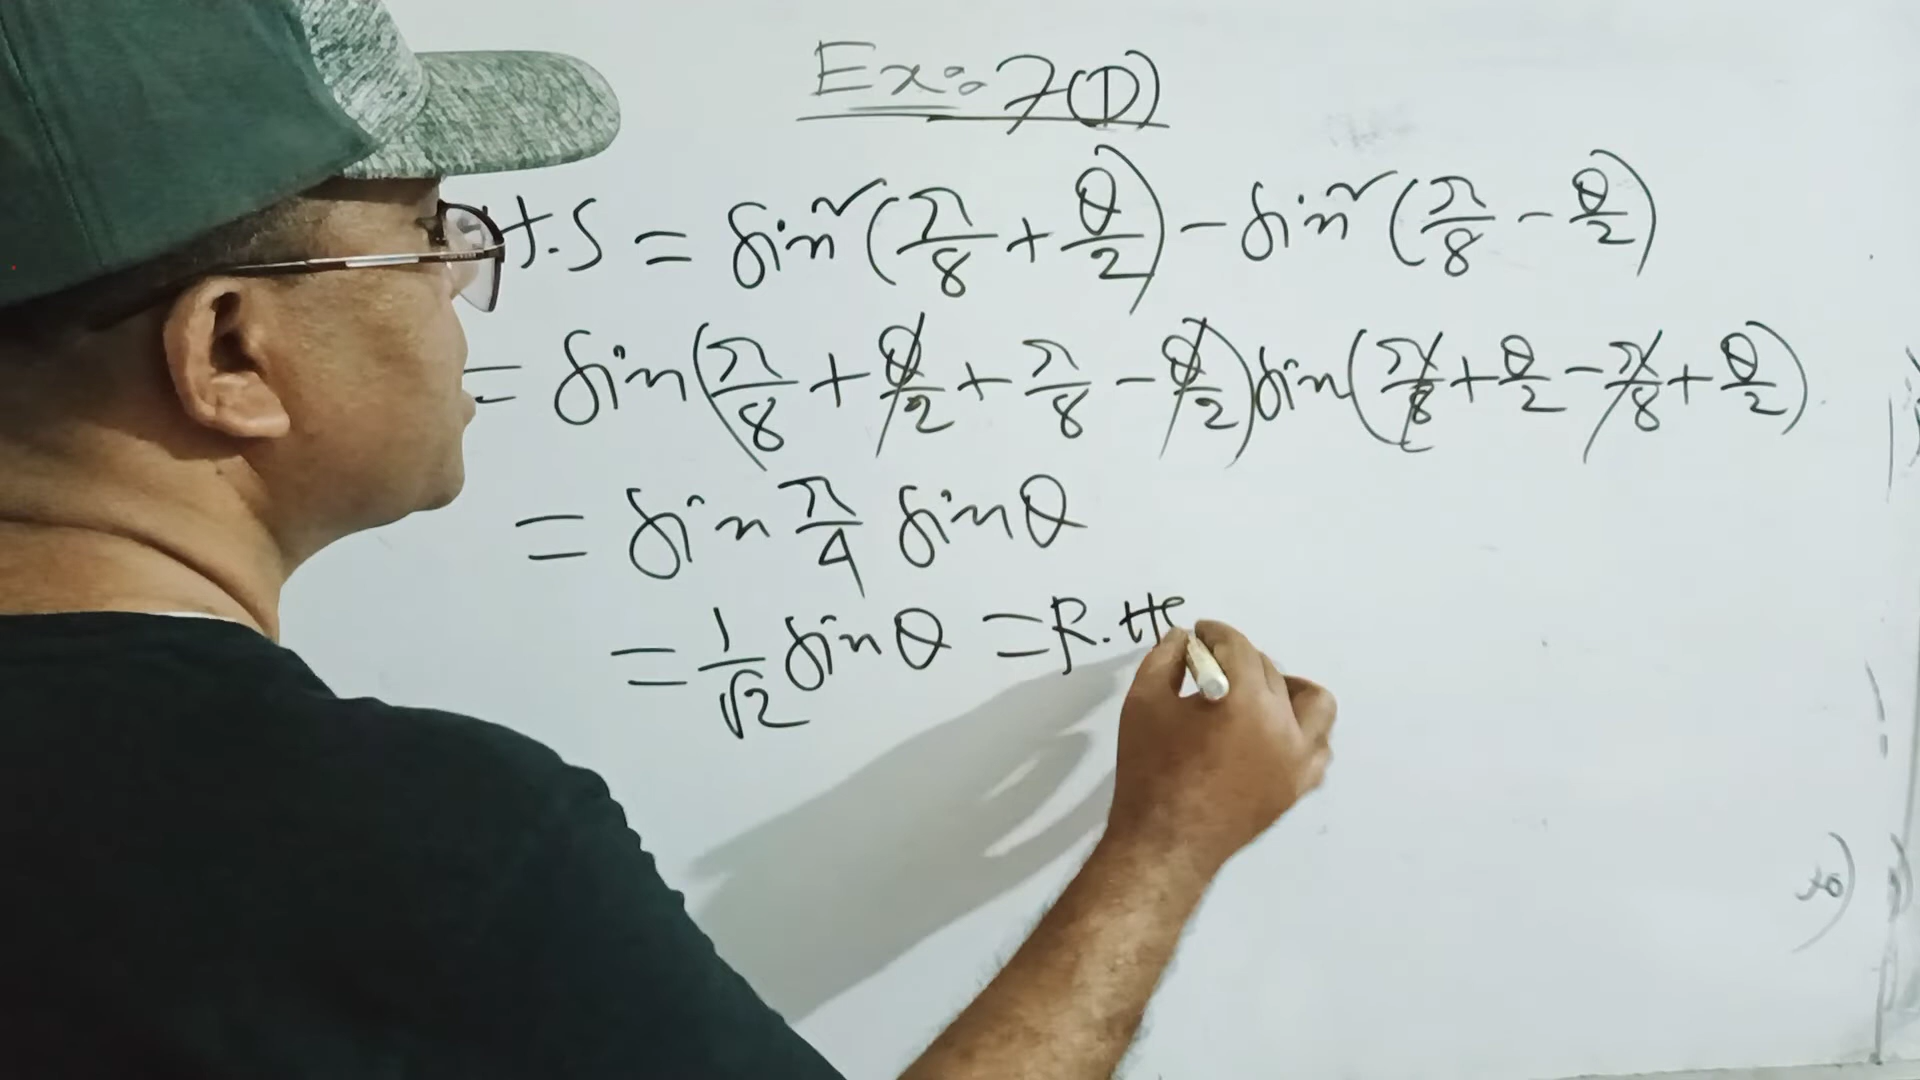 Ex: 7(D)
H.S = sin²(π/8 + θ/2) - sin²(π/8 - θ/2)
= sin(π/8 + θ/2 + π/8 - θ/2) sin(π/8 + θ/2 - π/8 + θ/2)
= sin π/4 sin θ
= 1/√2 sin θ = R.H